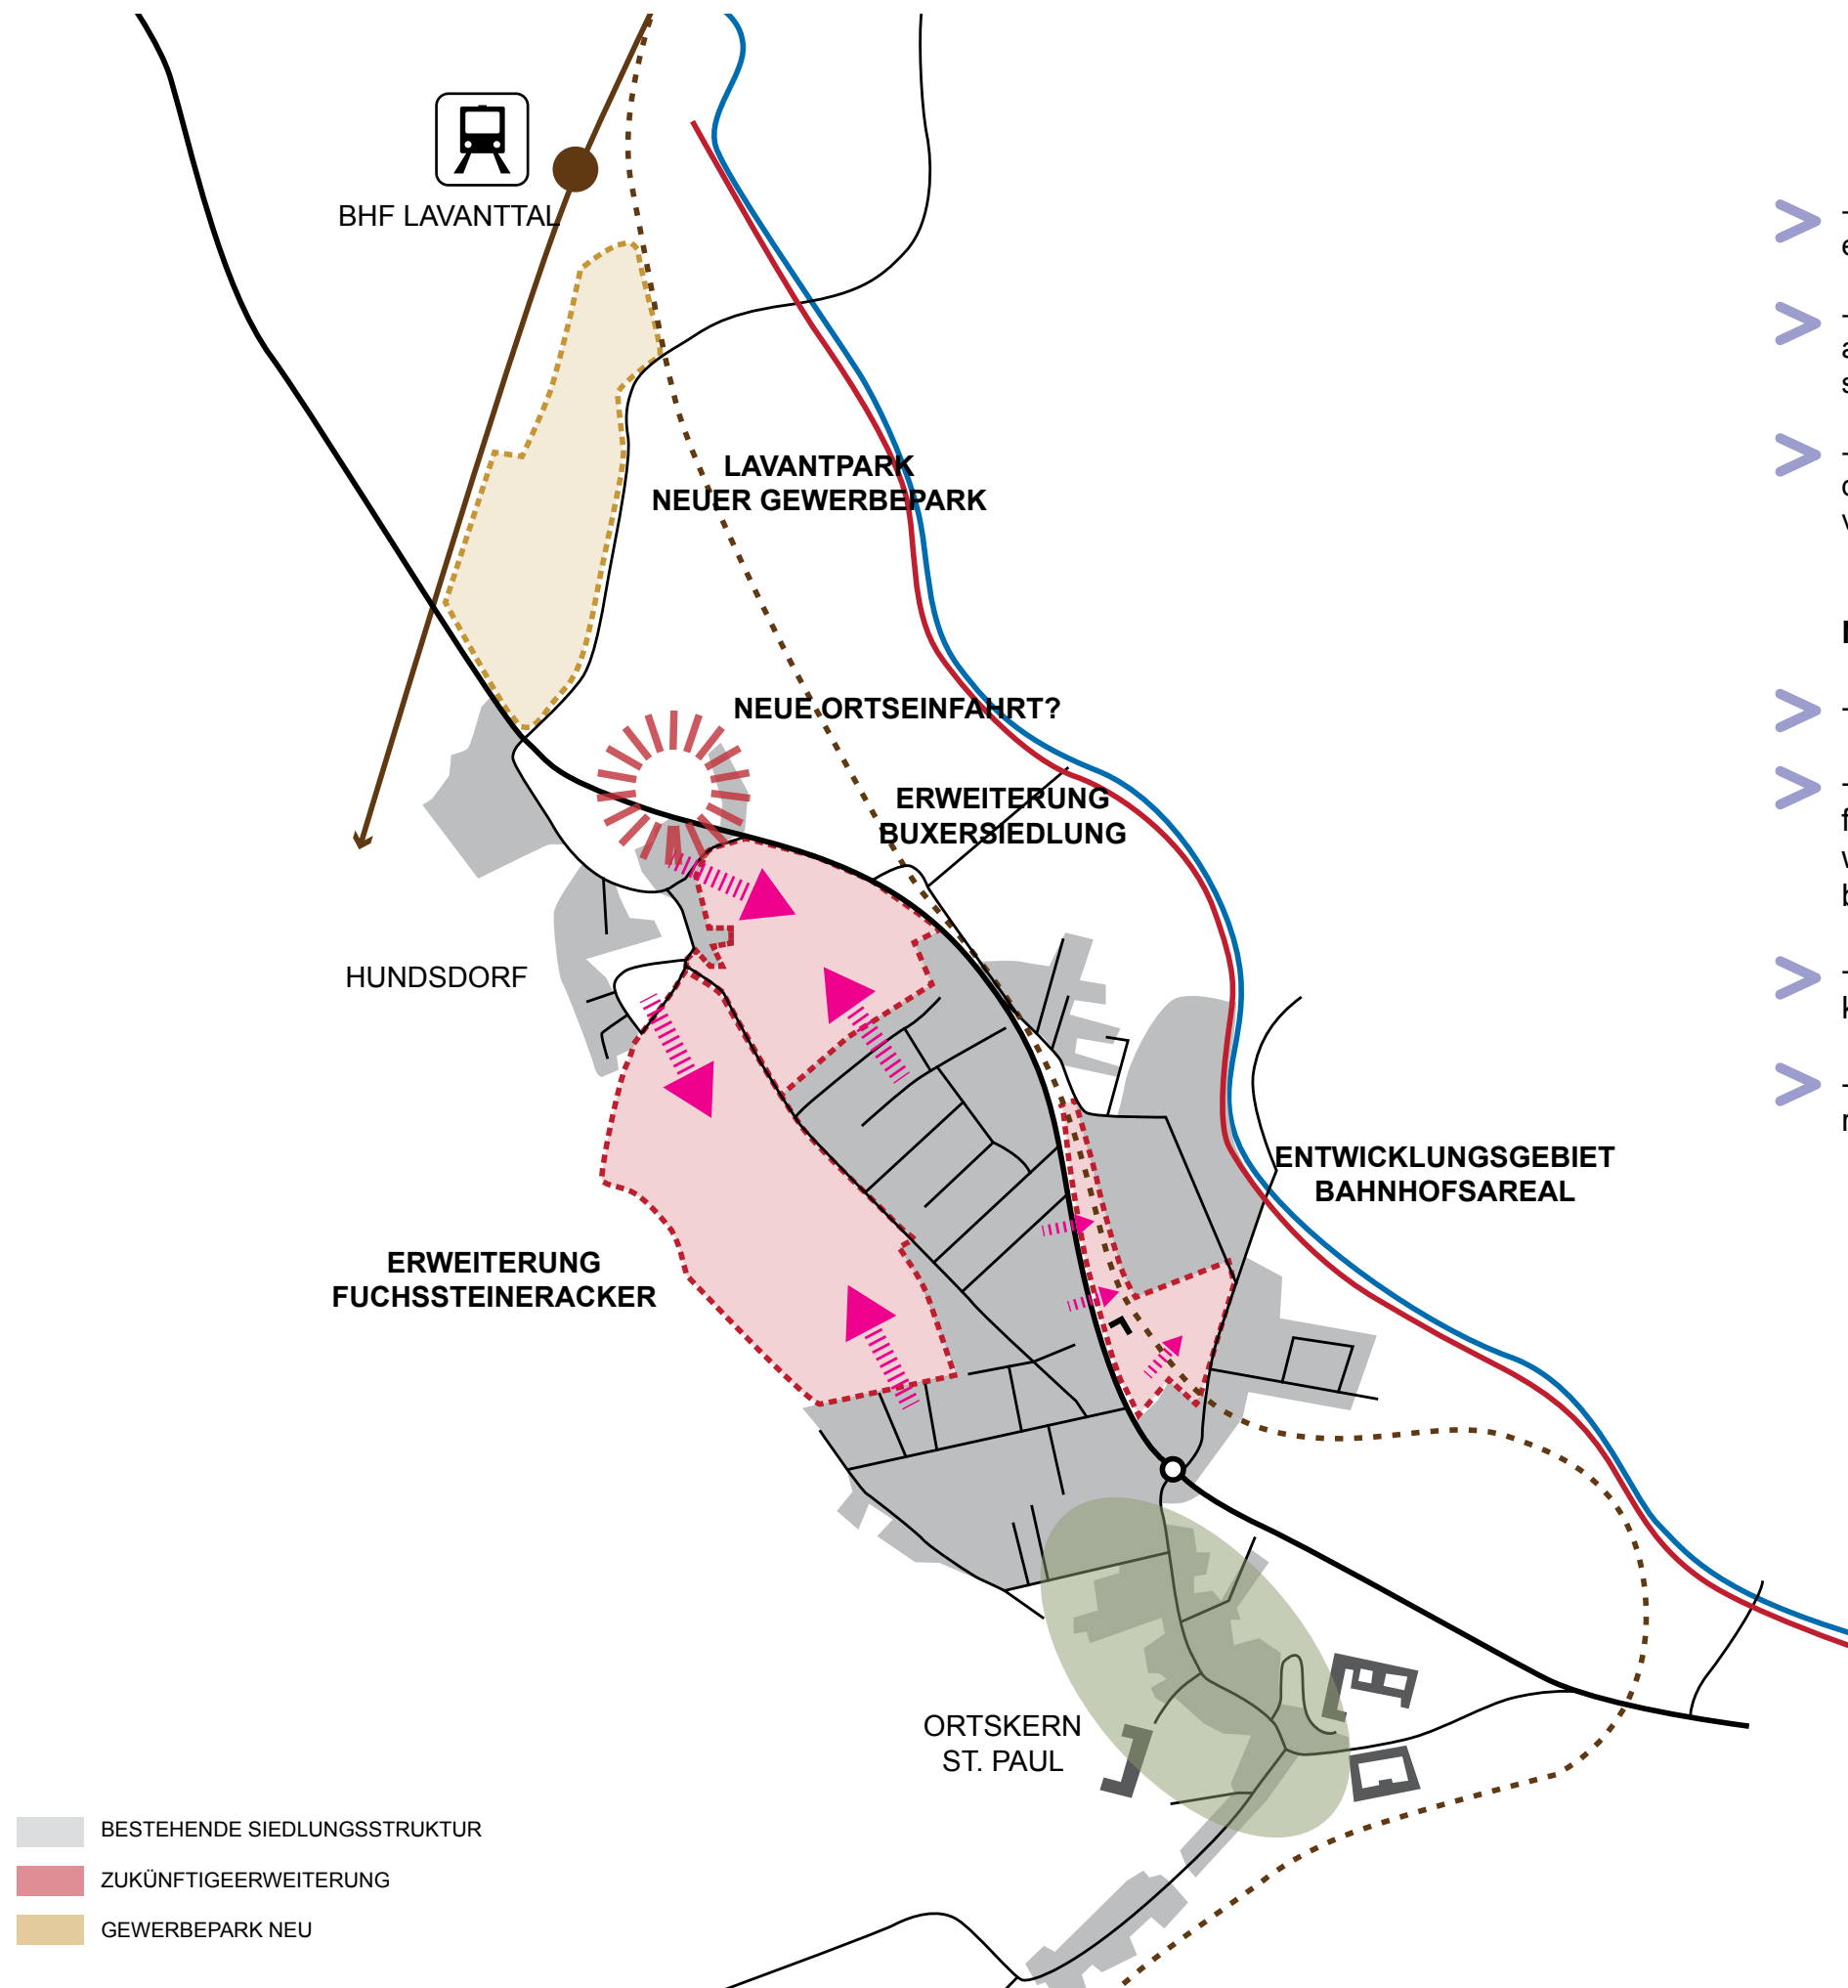 BHF LAVANTTAL
LAVANTPARK
NEUER GEWERBEPARK
NEUE ORTSEINFAHRT?
ERWEITERUNG
BUXERSIEDLUNG
HUNDSDORF
ENTWICKLUNGSGEBIET
BAHNHOFSAREAL
ERWEITERUNG
FUCHSSTEINERACKER
ORTSKERN
ST. PAUL
BESTEHENDE SIEDLUNGSSTRUKTUR
ZUKÜNFTIGEERWEITERUNG
GEWERBEPARK NEU